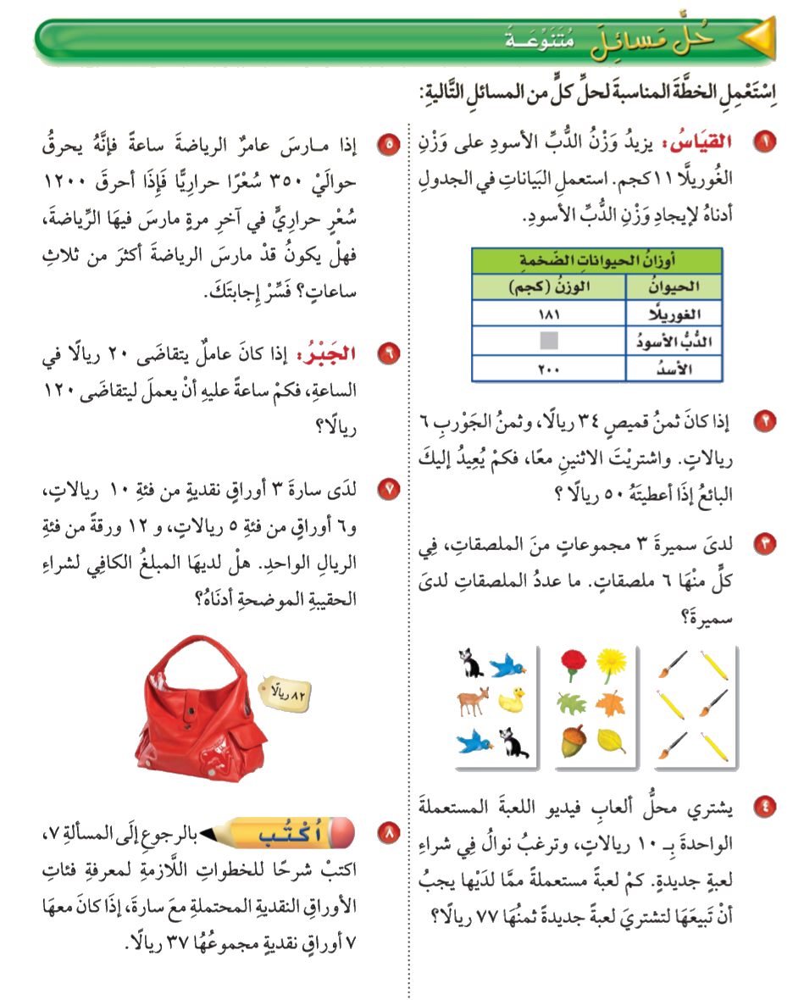 حُلَّ مَسائِلَ مُتَنَوِّعَــةَ
اِسْتَعْمِلِ الخطَّةَ المناسبةَ لحلِّ كلٍّ من المسائلِ التَّاليةِ:
١ القيَاسُ: يزيدُ وَزْنُ الدُّبِّ الأسودِ على وَزْنِ
الغُوريلَّا ١١كجم. استعملِ البَياناتِ في الجدولِ
أدناهُ لإيجادِ وَزْنِ الدُّبِّ الأسودِ.
أوزانُ الحيواناتِ الضَخمةِ
الحيوانُ الوزنُ (كجم)
الغوريلَّا ١٨١
الدُّبُّ الأسودُ
الأسدُ ٢٠٠
٢ إذا كانَ ثمنُ قميصٍ ٣٤ ريالًا، وثمنُ الجَوْربِ ٦
ريالاتٍ. واشتريْتَ الاثنينِ معًا، فكمْ يُعِيدُ إليكَ
البائعُ إذَا أعطيتَهُ ٥٠ ريالًا ؟
٣ لدىَ سميرةَ ٣ مجموعاتٍ منَ الملصقاتِ، فِي
كلٍّ منْهَا ٦ ملصقاتٍ. ما عددُ الملصقاتِ لدىَ
سميرةَ؟
٤ يشتري محلُّ ألعابِ فيديو اللعبةَ المستعملةَ
الواحدةَ بِـ ١٠ ريالاتٍ، وترغبُ نوالُ فِي شراءِ
لعبةٍ جديدةٍ. كمْ لعبةً مستعملةً ممَّا لدَيْها يجبُ
أنْ تَبيعَهَا لتشتريَ لعبةً جديدةً ثمنُهَا ٧٧ ريالًا؟
٥ إذا مــارسَ عامرٌ الرياضةَ ساعةً فإنَّهُ يحرقُ
حوالَيْ ٣٥٠ سُعْرًا حراريًّا فَإِذَا أحرقَ ١٢٠٠
سُعْرٍ حراريٍّ في آخرِ مرةٍ مارسَ فيهَا الرِّياضةَ،
فهلْ يكونُ قدْ مارسَ الرياضةَ أكثرَ من ثلاثِ
ساعاتٍ؟ فَسِّرْ إجابتَكَ.
٦ الجَبْرُ: إذا كانَ عاملٌ يتقاضَى ٢٠ ريالًا في
الساعةِ، فكمْ ساعةً عليهِ أنْ يعملَ ليتقاضَى ١٢٠
ريالًا؟
٧ لدَى سارةَ ٣ أوراقٍ نقديةٍ من فئةِ ١٠ ريالاتٍ،
و٦ أوراقٍ من فئةِ ٥ ريالاتٍ، و ١٢ ورقةً من فئةِ
الريالِ الواحدِ. هلْ لديهَا المبلغُ الكافِي لشراءِ
الحقيبةِ الموضحةِ أدنَاهُ؟
٨٢ ريالًا
٨ اُكْتُـب بالرجوعِ إلَى المسألةِ ٧،
اكتبْ شرحًا للخطواتِ اللَّازمةِ لمعرفةِ فئاتِ
الأوراقِ النقديةِ المحتملةِ معَ سارةَ، إذَا كانَ معهَا
٧ أوراقٍ نقديةٍ مجموعُهُا ٣٧ ريالًا.